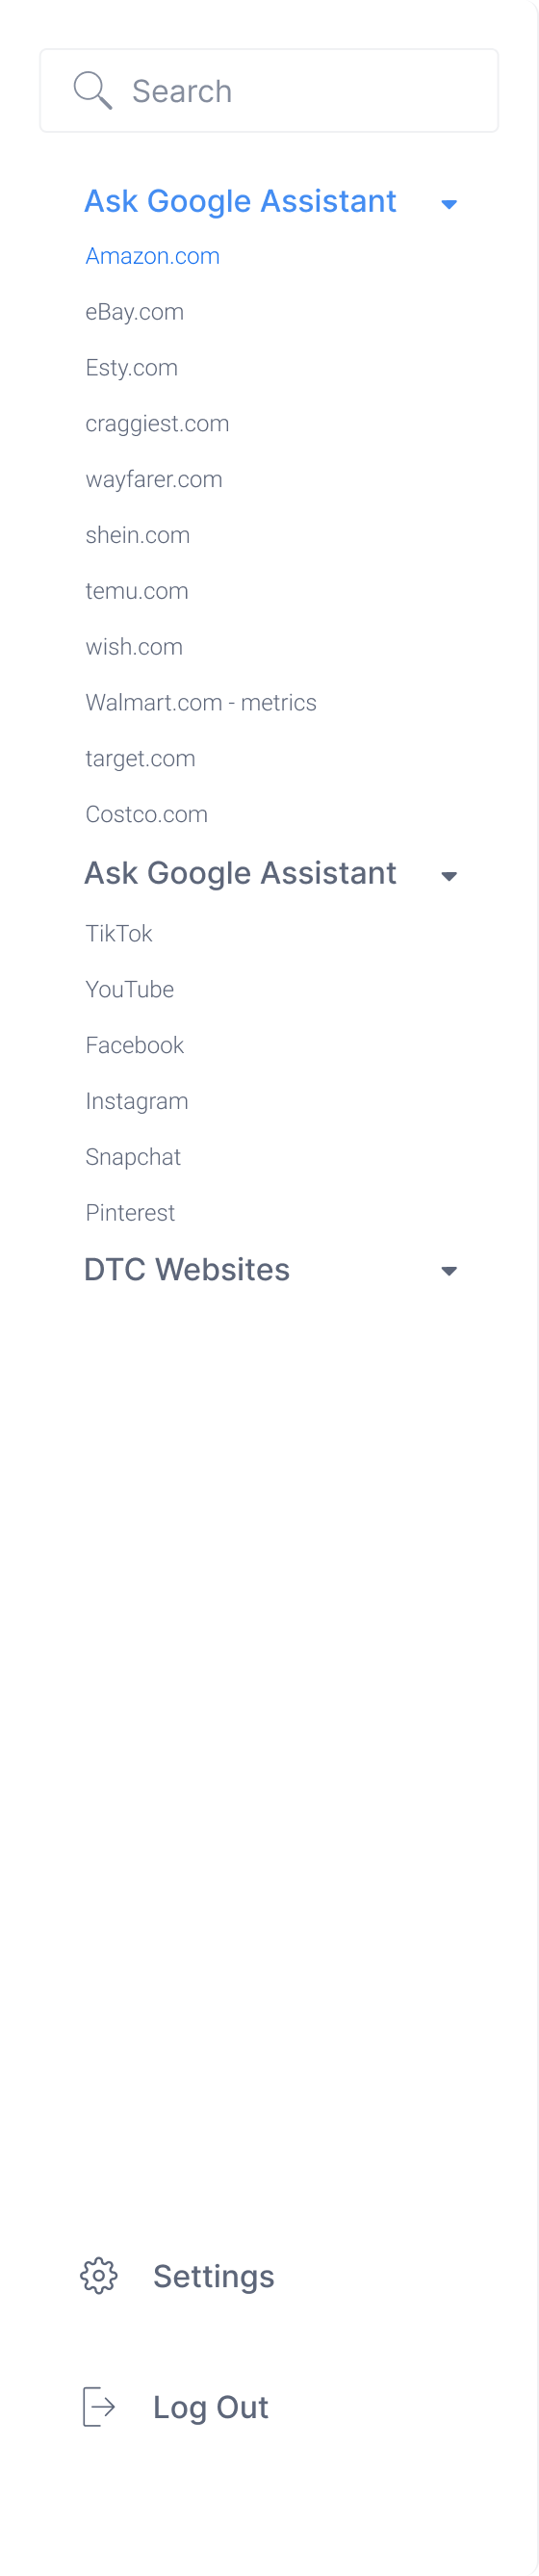 Search
Ask Google Assistant
Amazon.com
eBay.com
Esty.com
craggiest.com
wayfarer.com
shein.com
temu.com
wish.com
Walmart.com - metrics
target.com
Costco.com
Ask Google Assistant
TikTok
YouTube
Facebook
Instagram
Snapchat
Pinterest
DTC Websites
Settings
Log Out